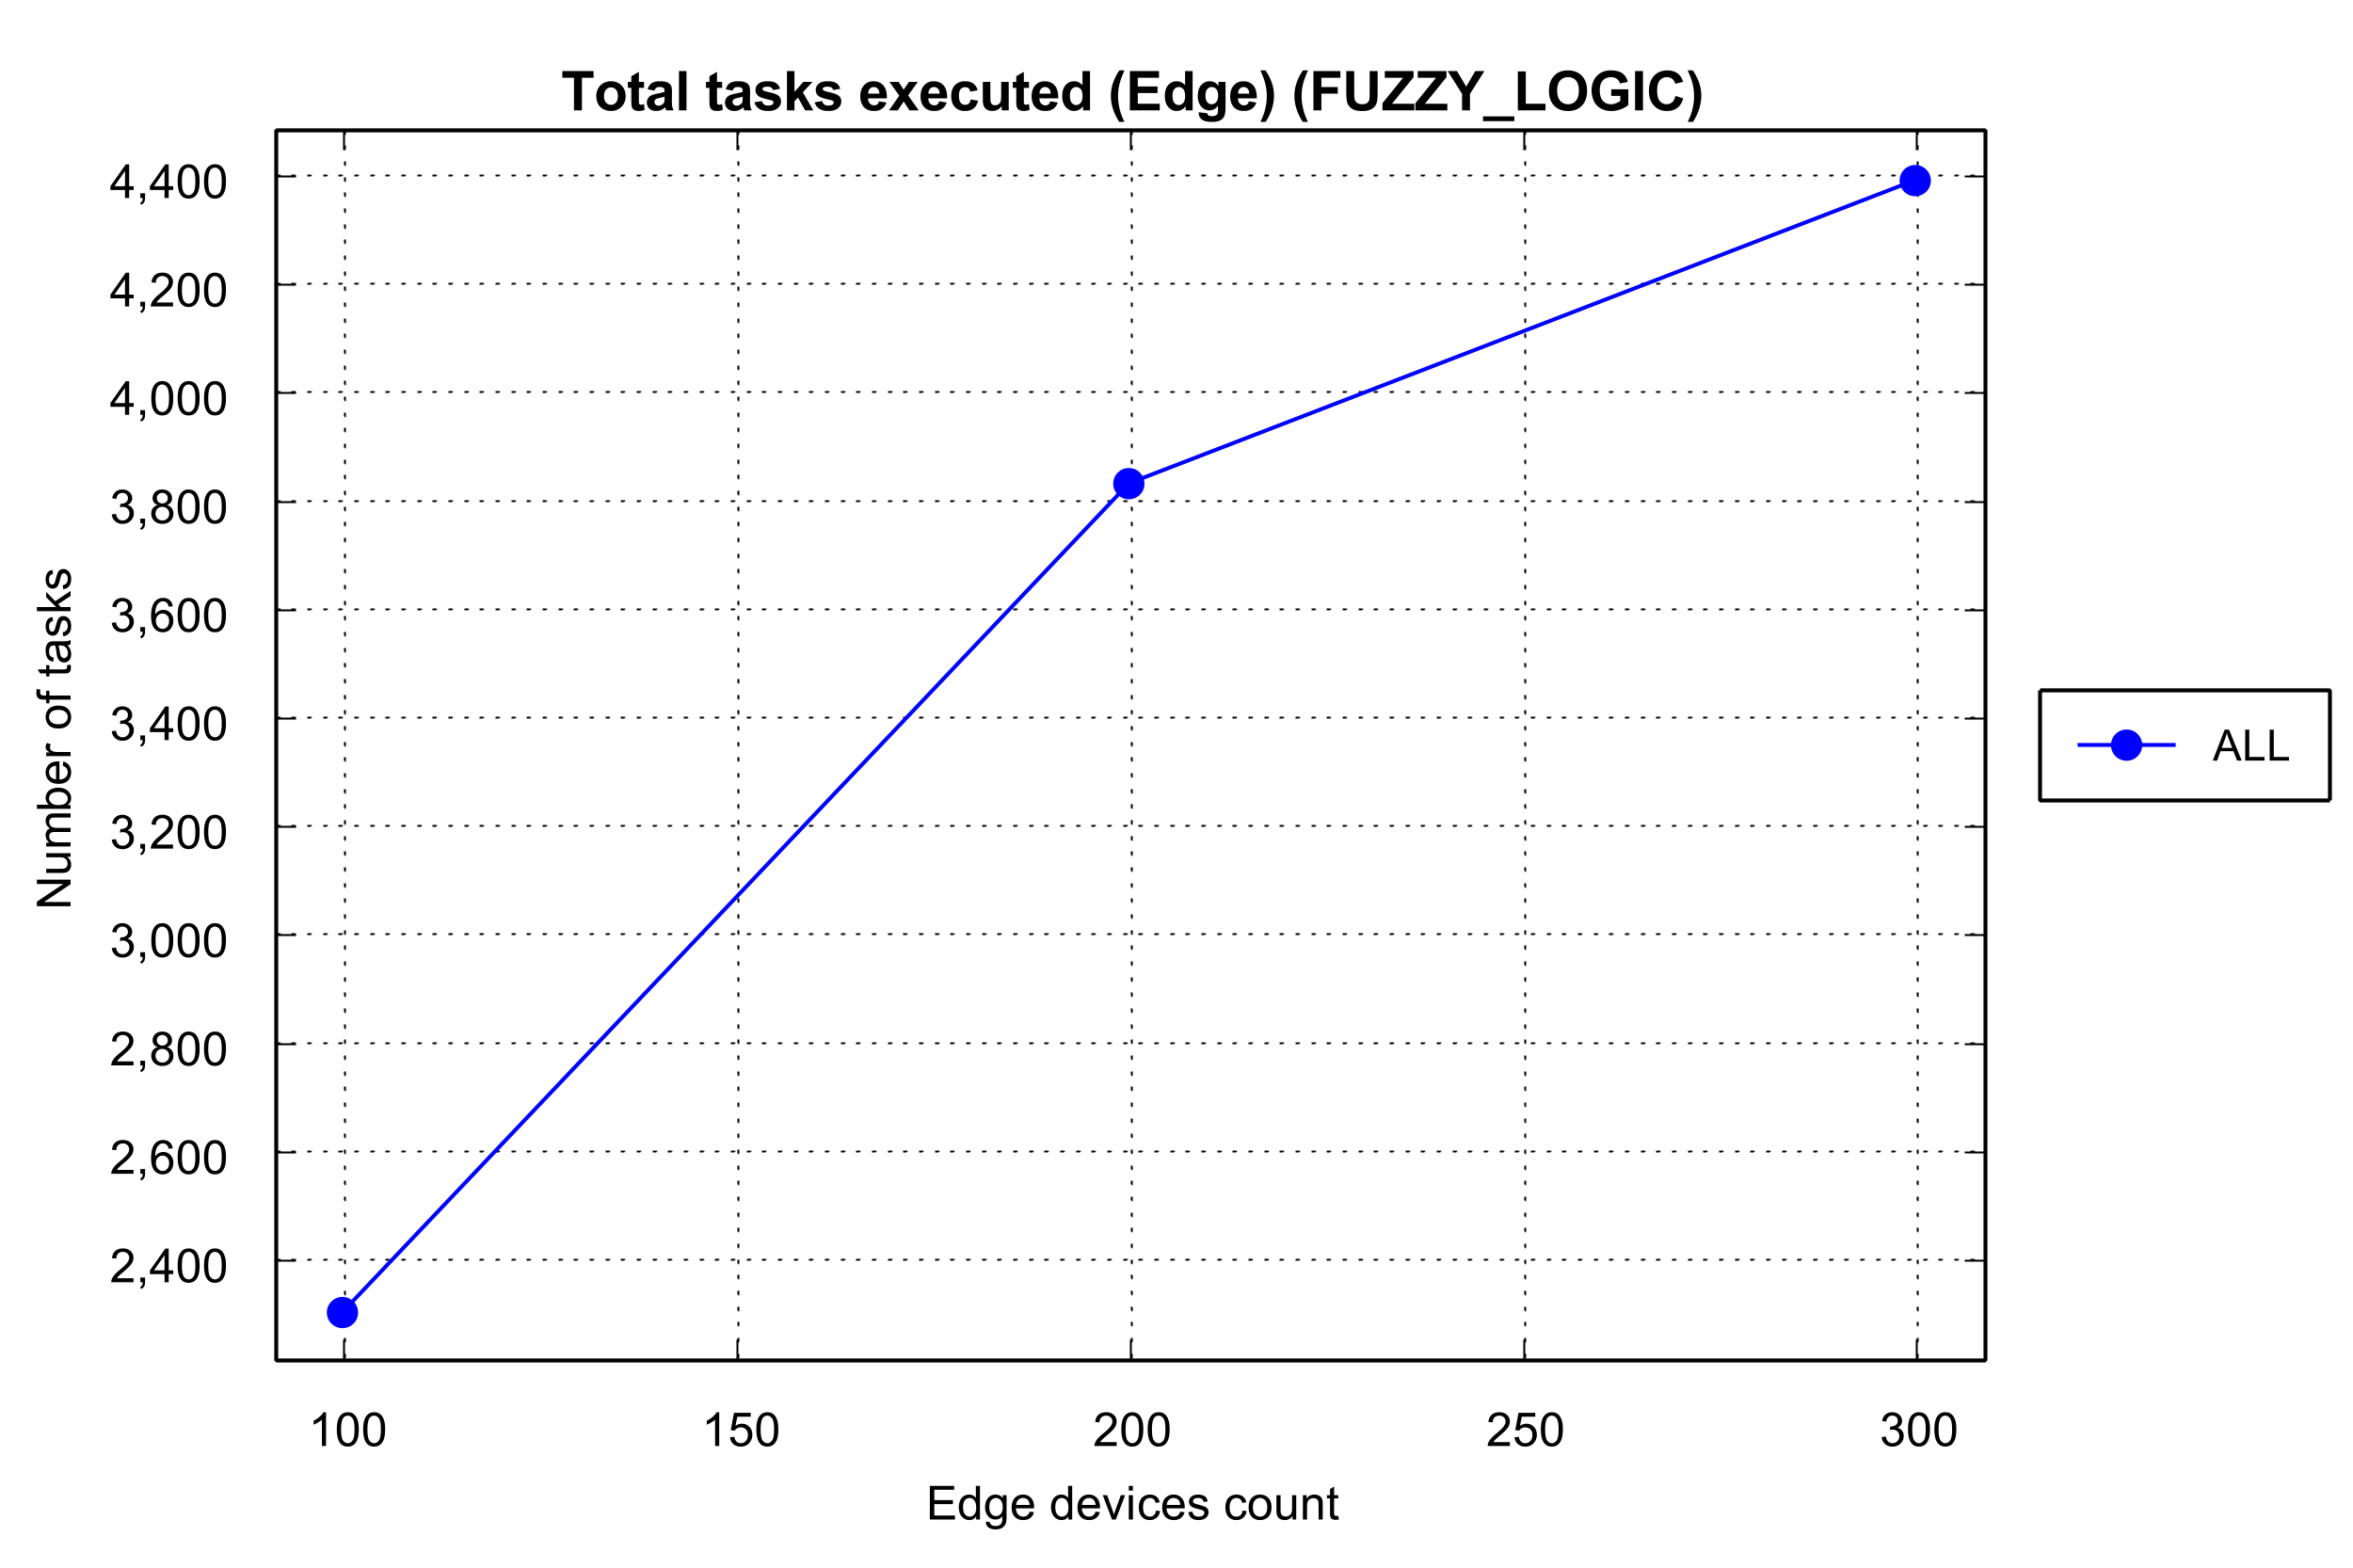 Total tasks executed (Edge) (FUZZY_LOGIC)
4,400
4,200
4,000
3,800
3,600
3,400
3,200
3,000
2,800
2,600
2,400
Number of tasks
ALL
100 150 200 250 300
Edge devices count